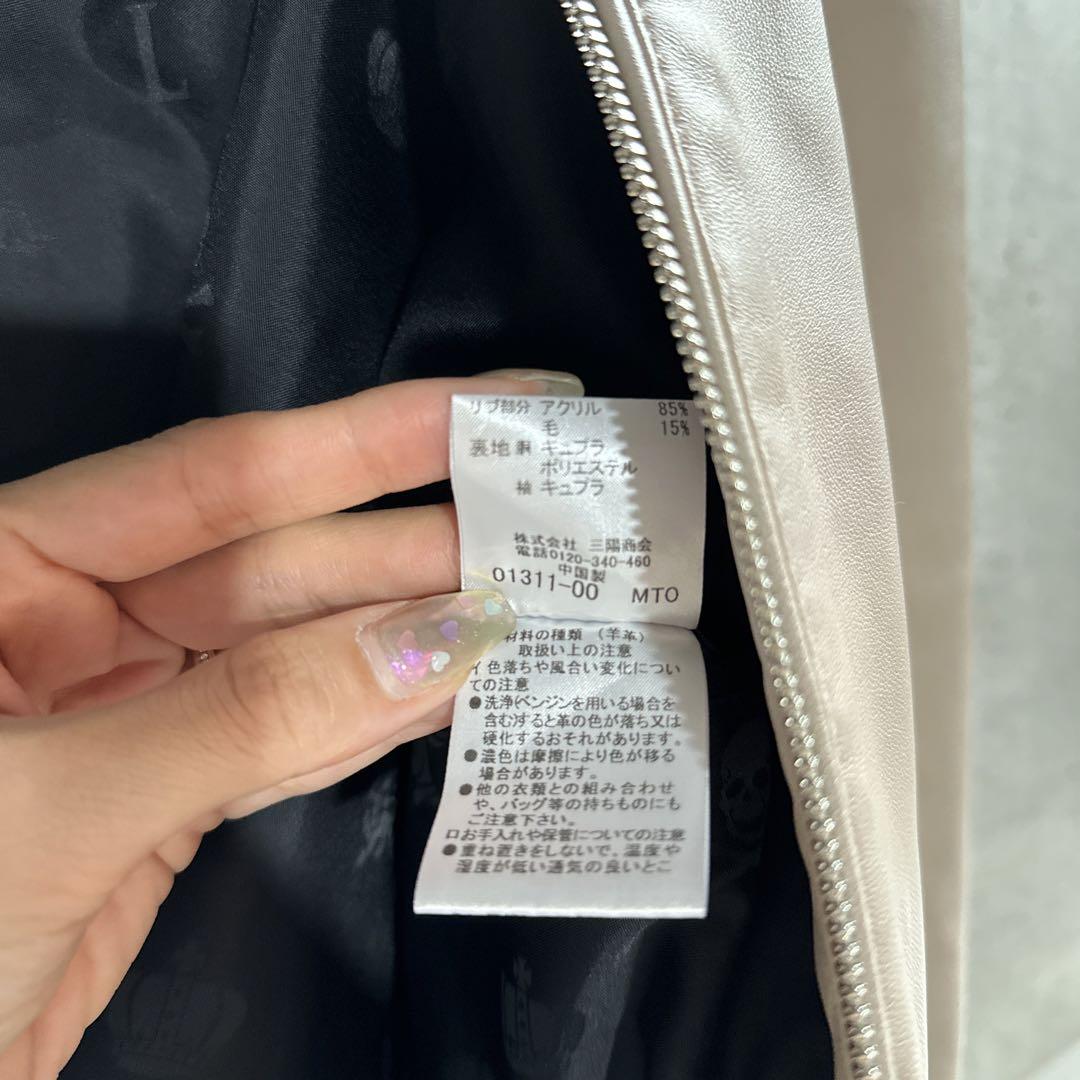 L
リブ部分 アクリル 85%
毛 15%
裏地 胴 キュプラ
ポリエステル
袖 キュプラ
株式会社 三陽商会
電話0120-340-460
中国製
01311-00 MTO
材料の種類 (羊革)
取扱い上の注意
イ色落ちや風合い変化につい
ての注意
●洗浄(ベンジンを用いる場合を
含む)すると革の色が落ち又は
硬化するおそれがあります。
●濃色は摩擦により色が移る
場合があります。
●他の衣類との組み合わせ
や、バッグ等の持ちものにも
ご注意下さい。
ロお手入れや保管についての注意
●重ね置きをしないで、温度や
湿度が低い通気の良いとこ